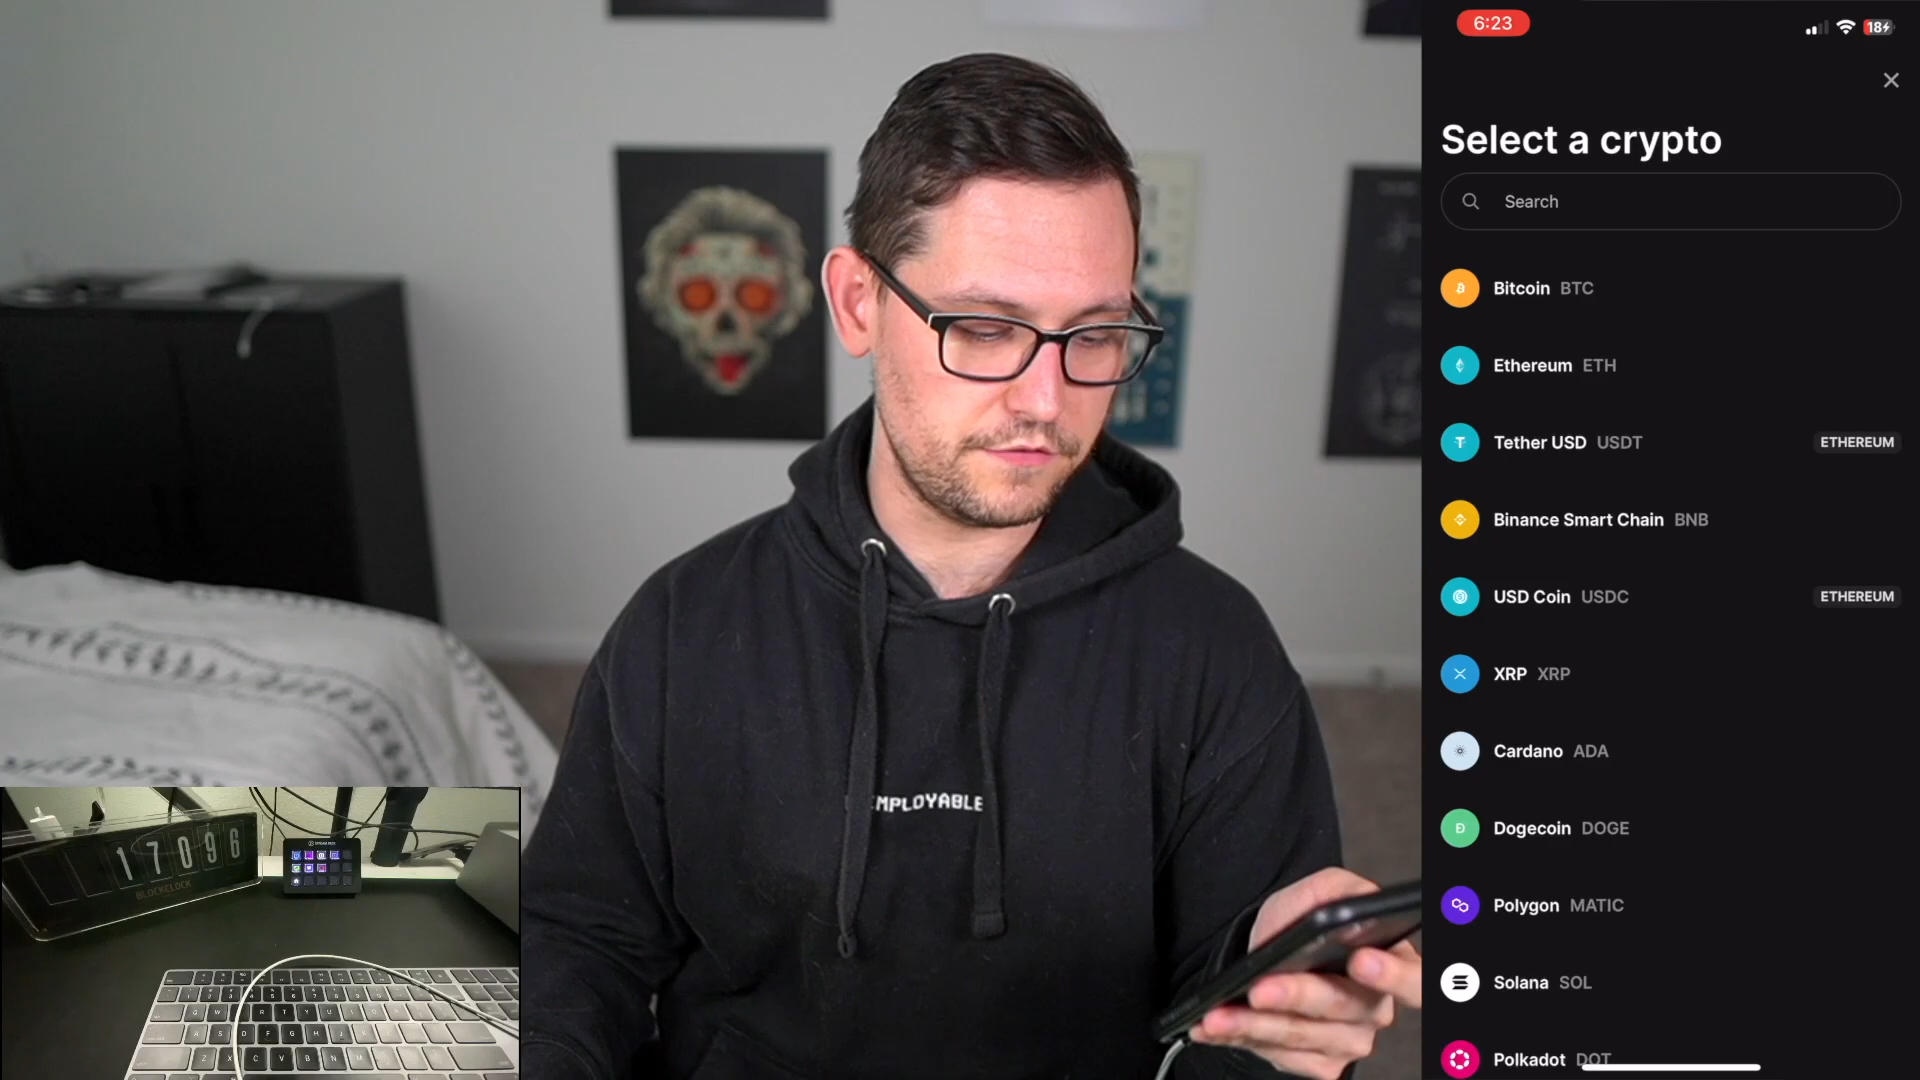 6:23
18
Select a crypto
Search
Bitcoin BTC
Ethereum ETH
Tether USD USDT ETHEREUM
Binance Smart Chain BNB
USD Coin USDC ETHEREUM
XRP XRP
Cardano ADA
Dogecoin DOGE
Polygon MATIC
Solana SOL
Polkadot DOT
MPLOYABLE
17096
BLOCKCLOCK